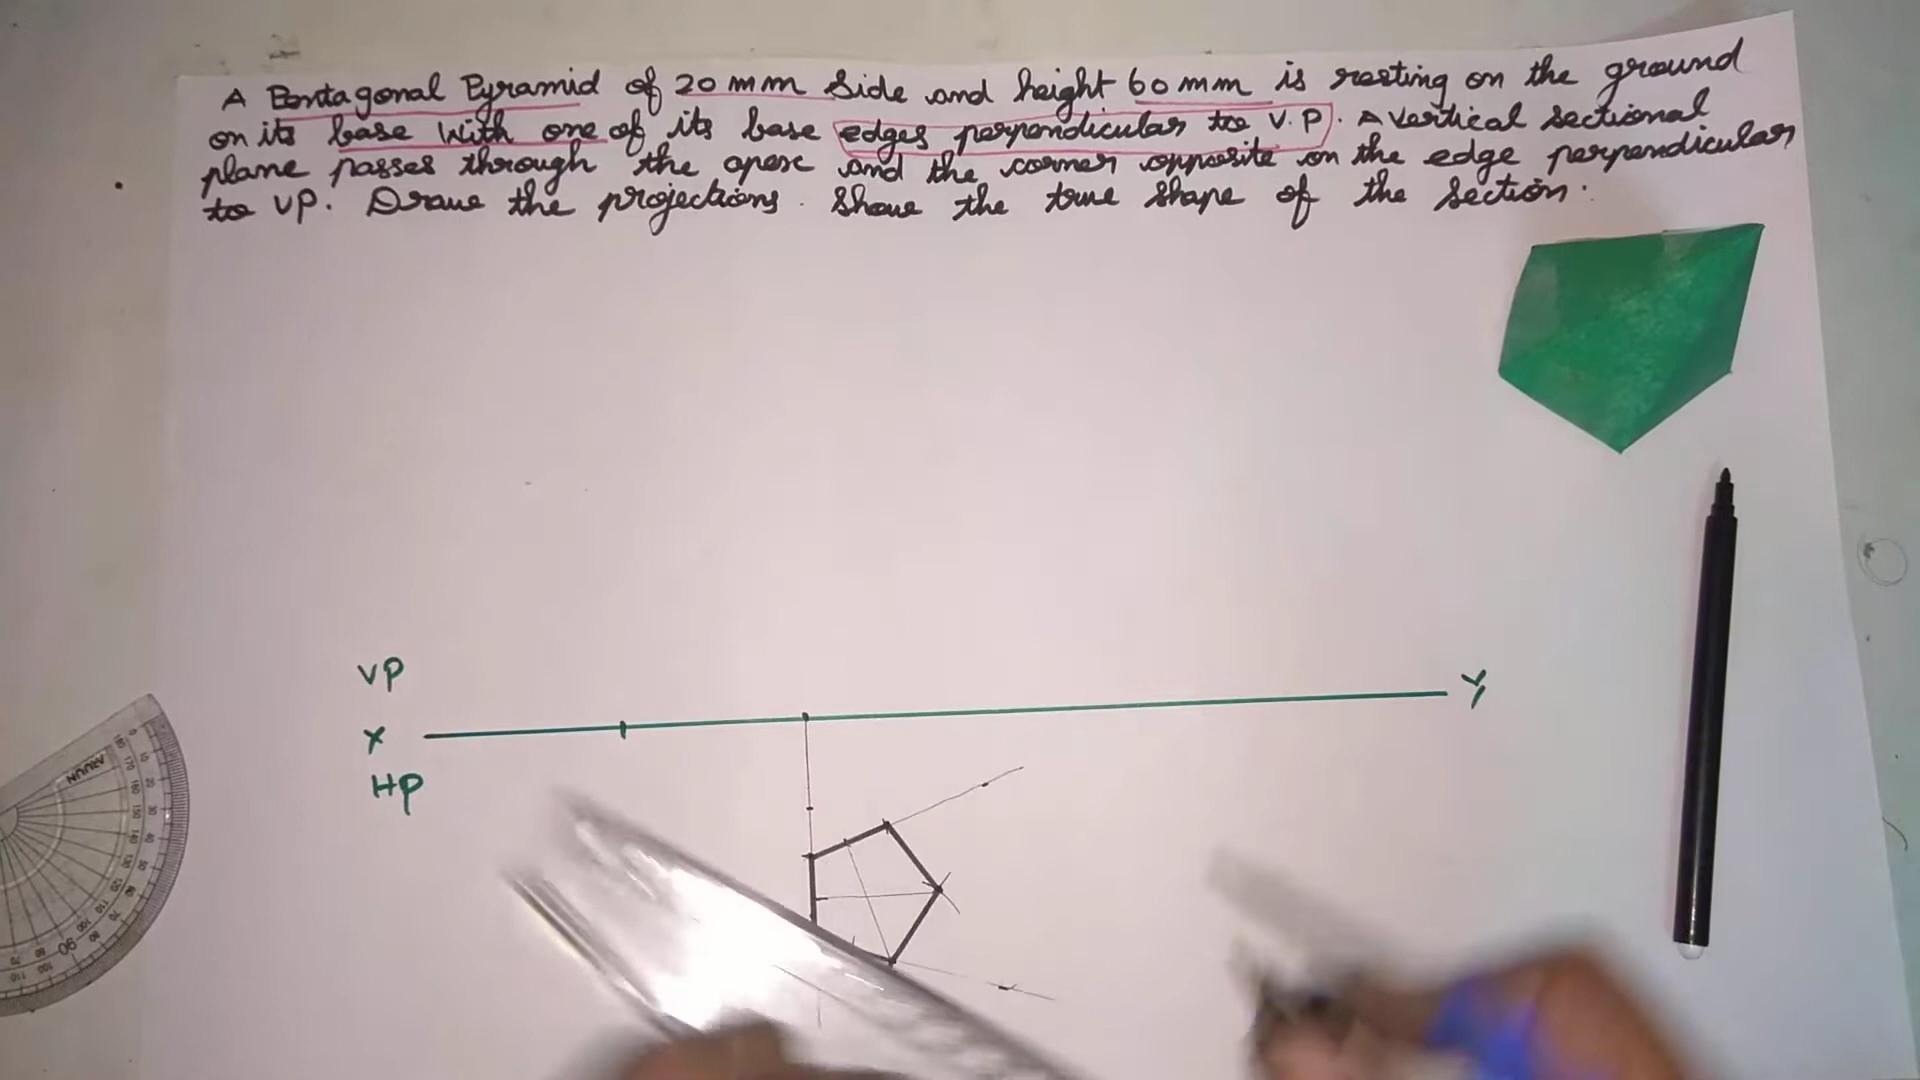 A Pentagonal Pyramid of 20 mm side and height 60 mm is resting on the ground
on its base with one of its base edges perpendicular to V.P. A vertical sectional
plane passes through the apex and the corner opposite on the edge perpendicular
to VP. Draw the projections. Show the true shape of the section.
VP
X
Y
HP
ARJUN
90